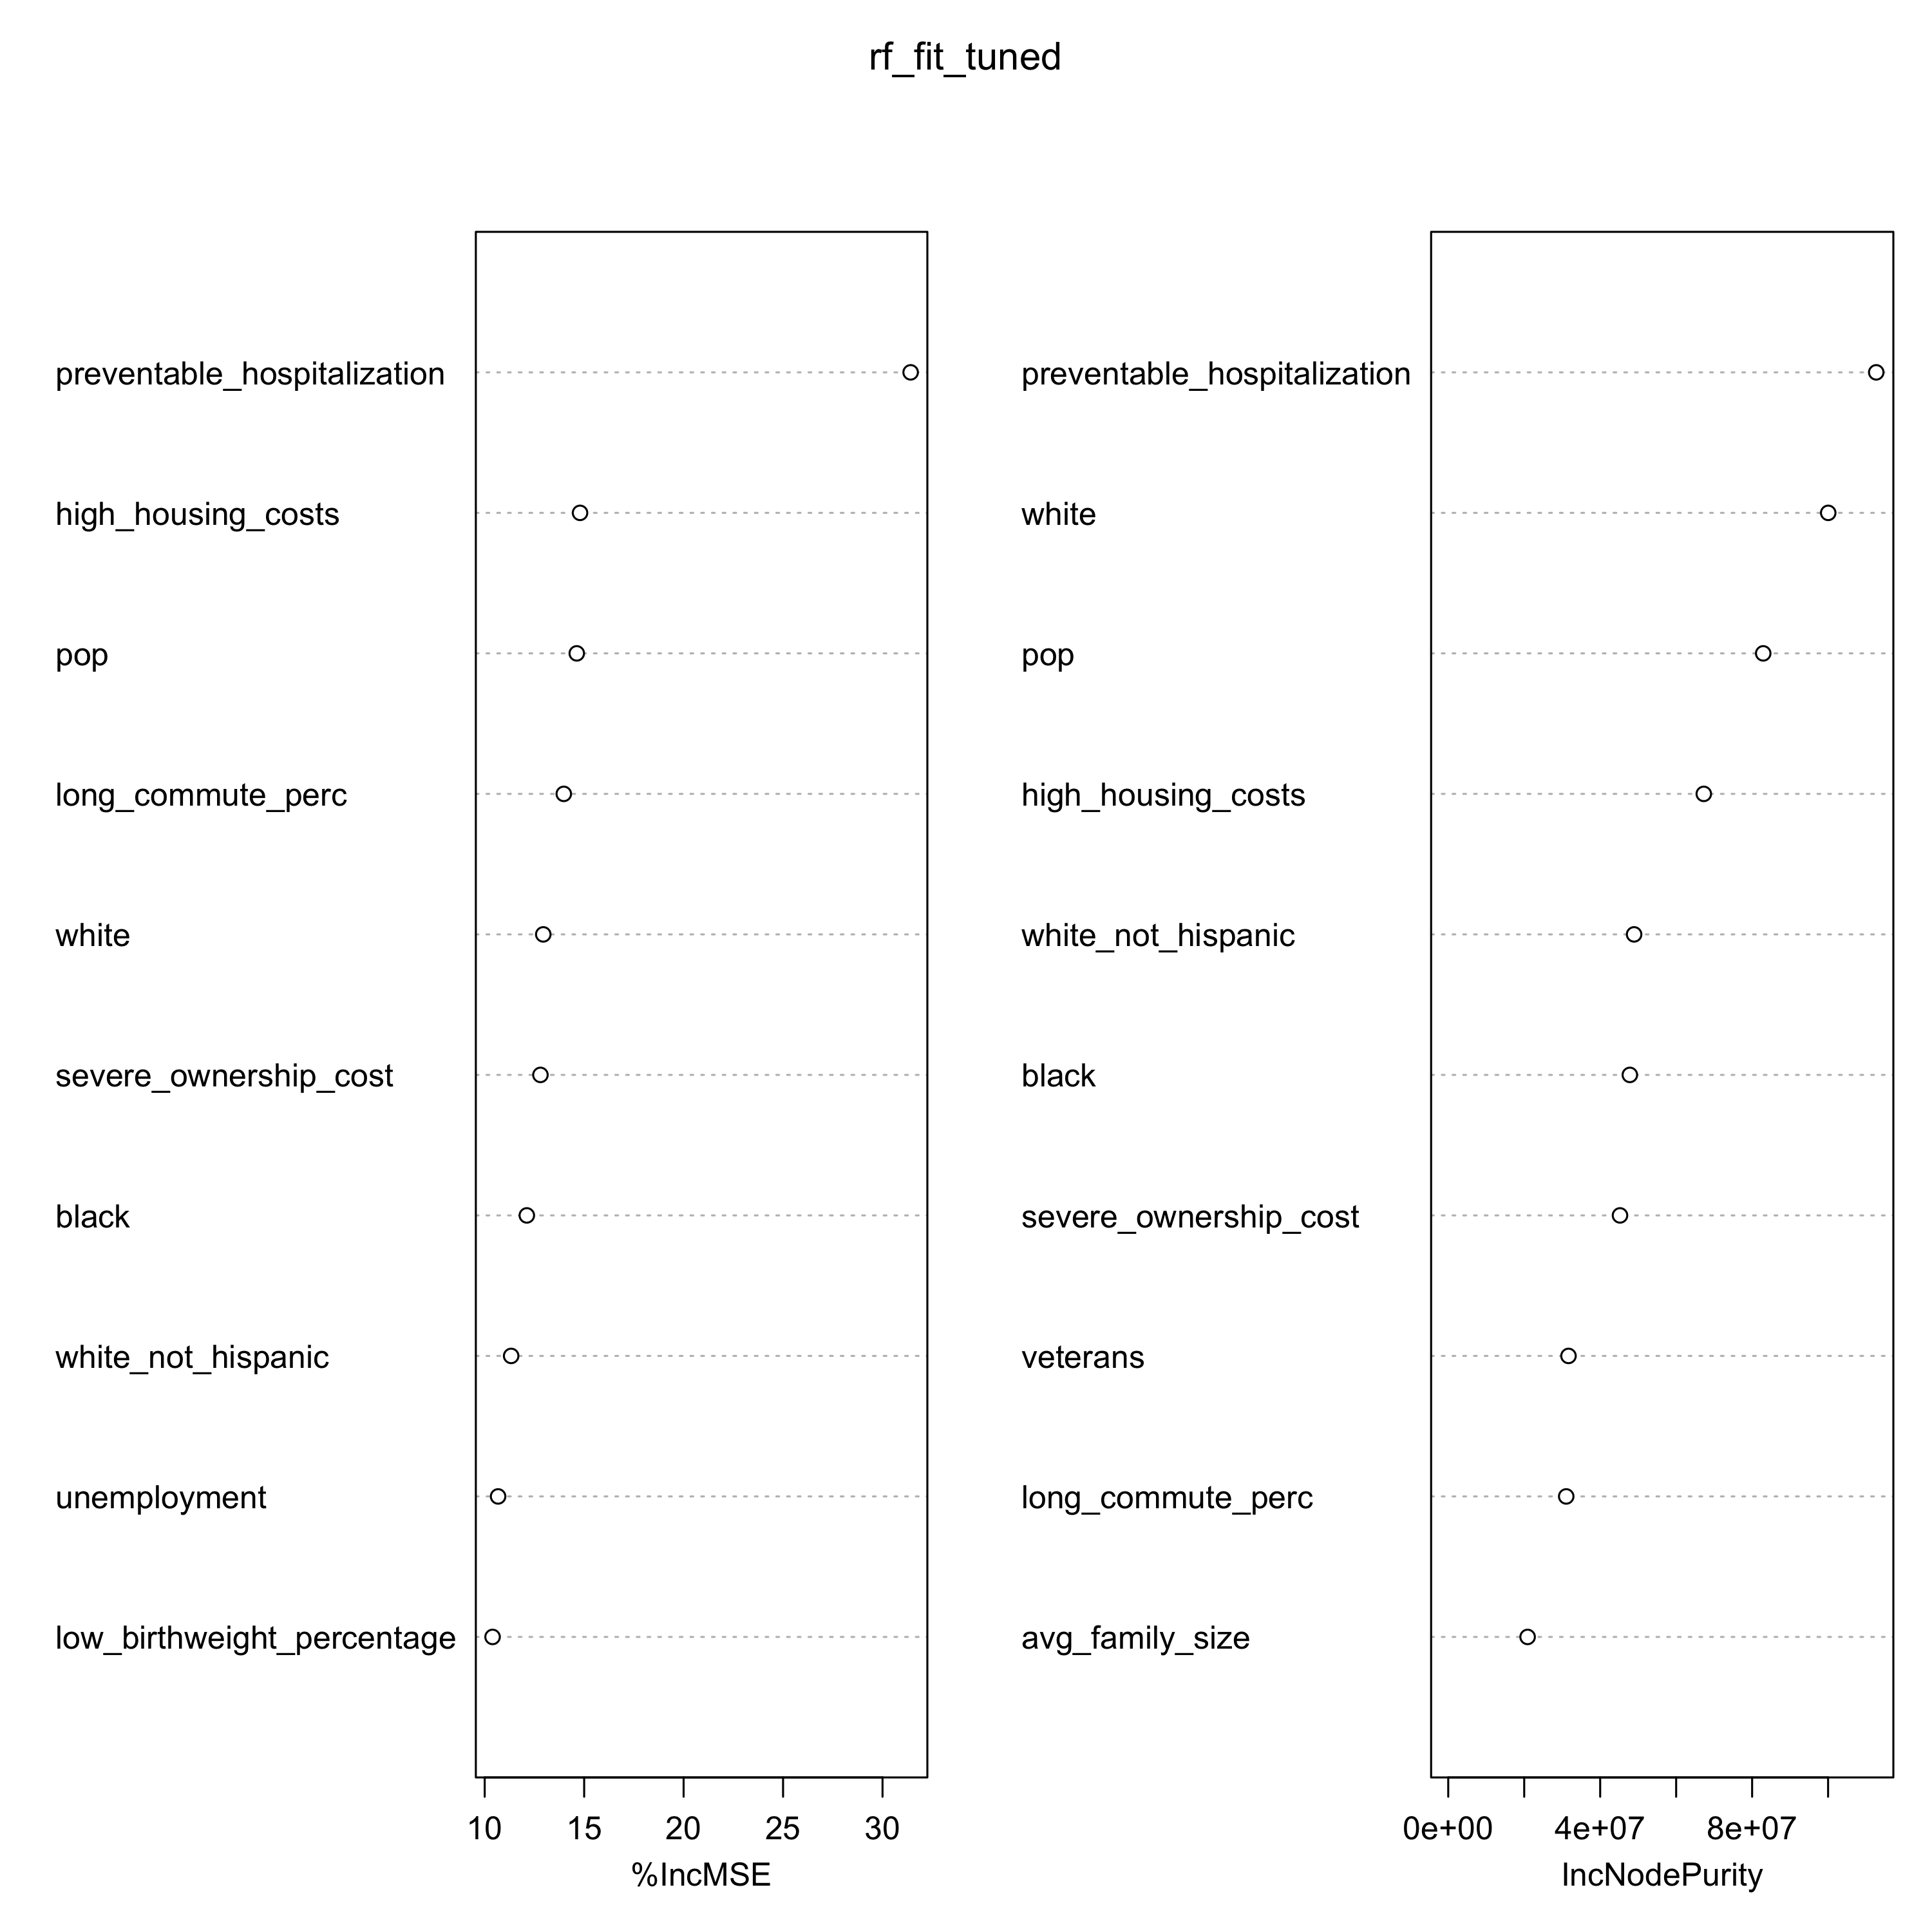 rf_fit_tuned
preventable_hospitalization
high_housing_costs
pop
long_commute_perc
white
severe_ownership_cost
black
white_not_hispanic
unemployment
low_birthweight_percentage
10 15 20 25 30
%IncMSE
preventable_hospitalization
white
pop
high_housing_costs
white_not_hispanic
black
severe_ownership_cost
veterans
long_commute_perc
avg_family_size
0e+00 4e+07 8e+07
IncNodePurity